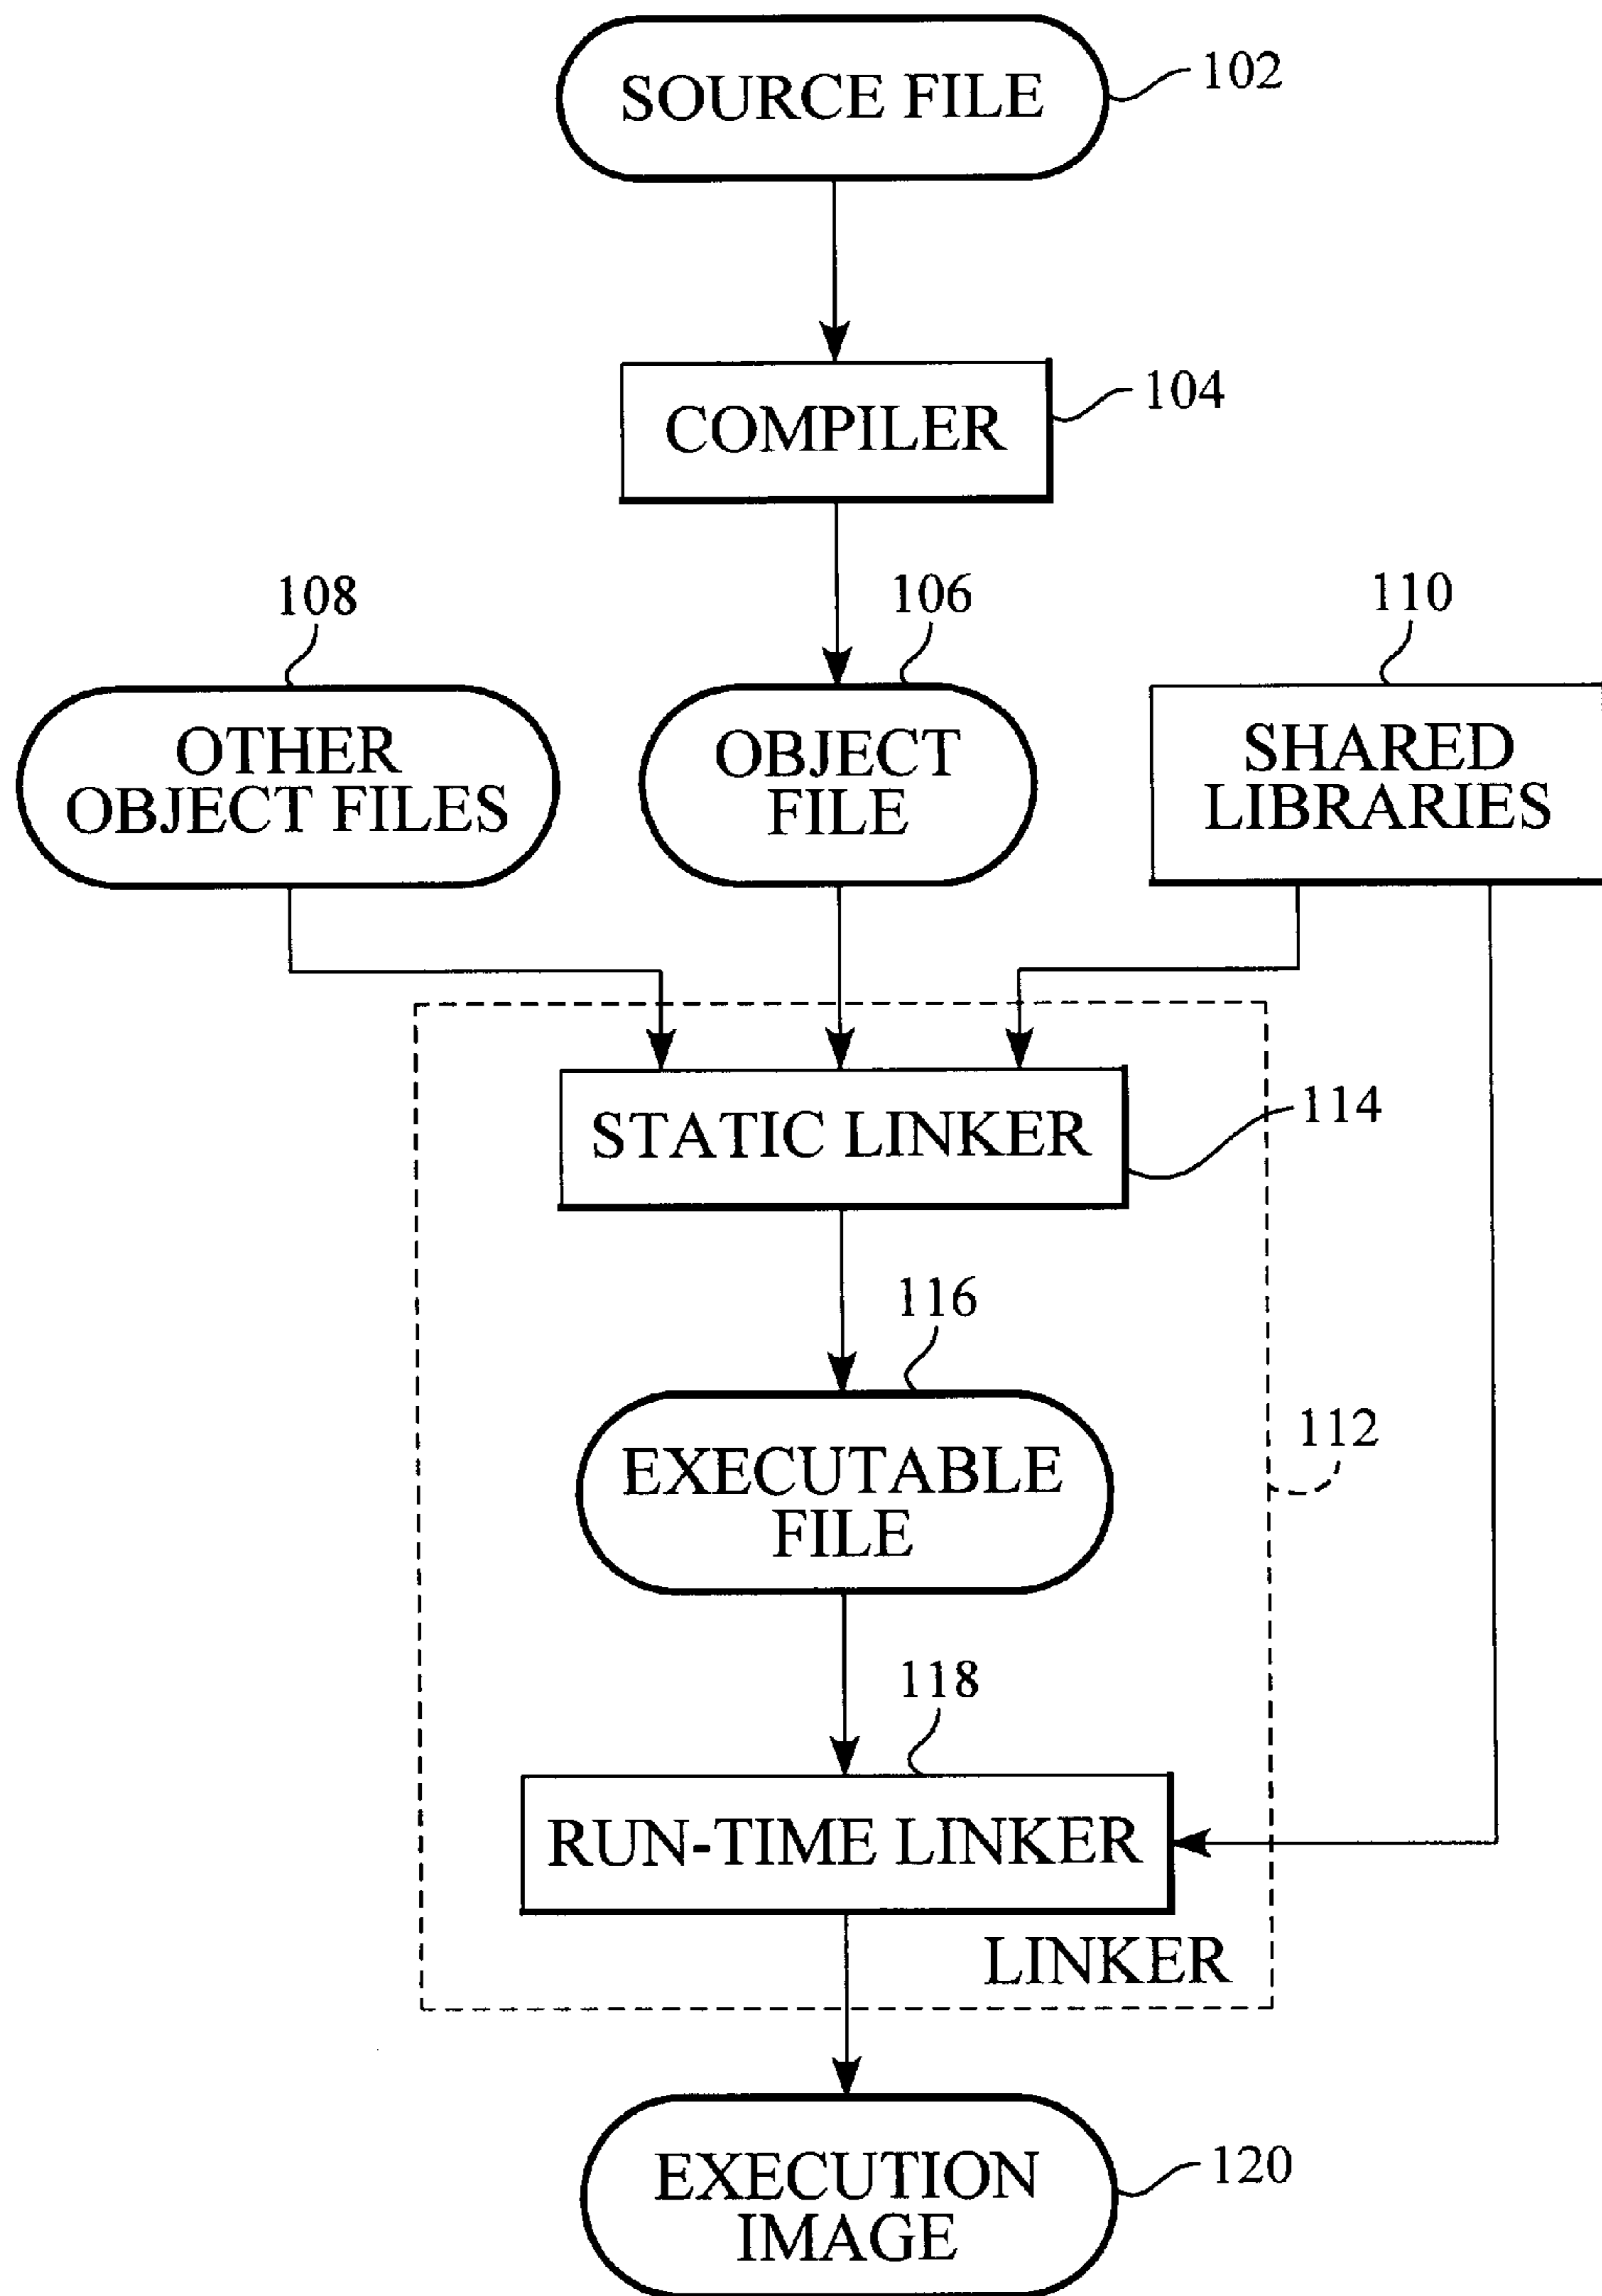 SOURCE FILE
102
COMPILER
104
108
106
110
OTHER
OBJECT FILES
OBJECT
FILE
SHARED
LIBRARIES
STATIC LINKER
114
116
EXECUTABLE
FILE
112
118
RUN-TIME LINKER
LINKER
EXECUTION
IMAGE
120